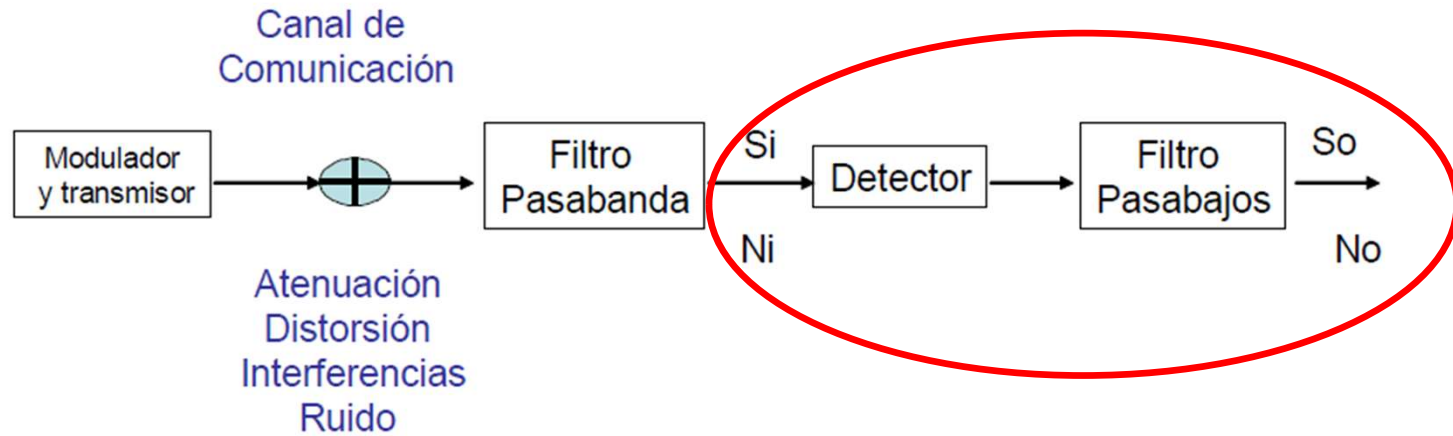 Canal de
Comunicación
Modulador
y transmisor
Filtro
Pasabanda
Si
Ni
Detector
Filtro
Pasabajos
So
No
Atenuación
Distorsión
Interferencias
Ruido